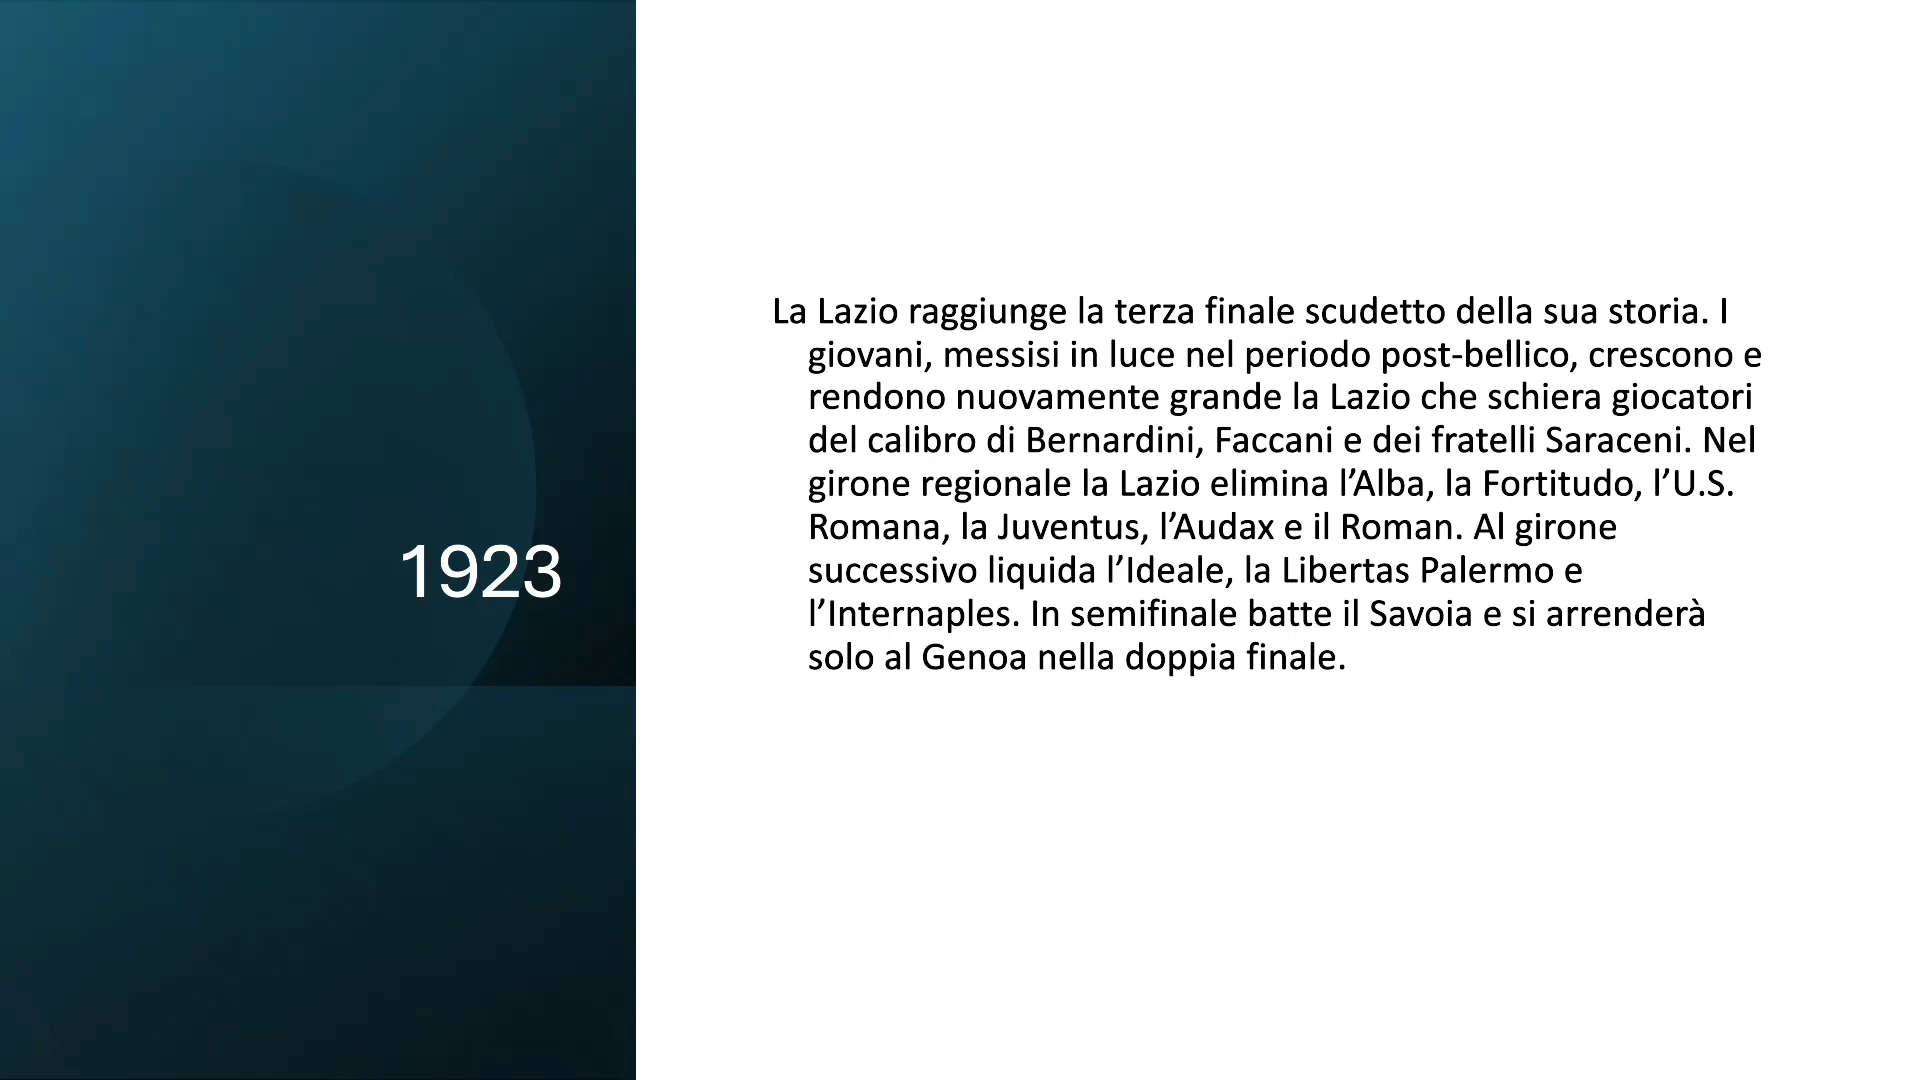 1923
La Lazio raggiunge la terza finale scudetto della sua storia. I
giovani, messisi in luce nel periodo post-bellico, crescono e
rendono nuovamente grande la Lazio che schiera giocatori
del calibro di Bernardini, Faccani e dei fratelli Saraceni. Nel
girone regionale la Lazio elimina l’Alba, la Fortitudo, l’U.S.
Romana, la Juventus, l’Audax e il Roman. Al girone
successivo liquida l’Ideale, la Libertas Palermo e
l’Internaples. In semifinale batte il Savoia e si arrenderà
solo al Genoa nella doppia finale.